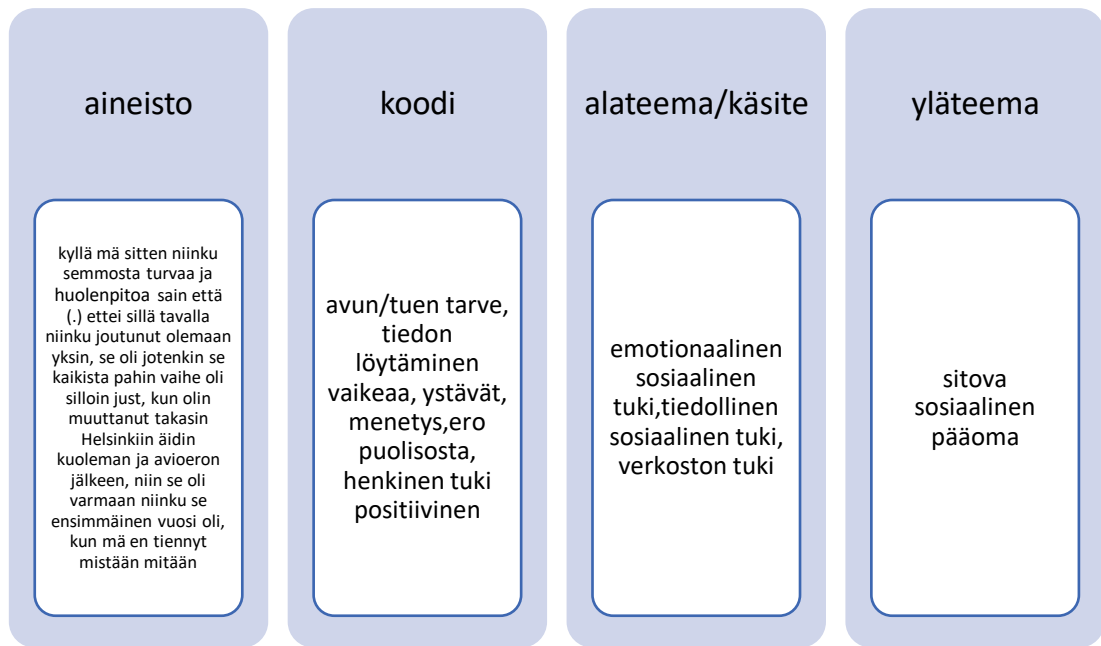 aineisto
kyllä mä sitten niinku
semmosta turvaa ja
huolenpitoa sain että
(.) ettei sillä tavalla
niinku joutunut olemaan
yksin, se oli jotenkin se
kaikista pahin vaihe oli
silloin just, kun olin
muuttanut takasin
Helsinkiin äidin
kuoleman ja avioeron
jälkeen, niin se oli
varmaan niinku se
ensimmäinen vuosi oli,
kun mä en tiennyt
mistään mitään
koodi
avun/tuen tarve,
tiedon
löytäminen
vaikeaa, ystävät,
menetys,ero
puolisosta,
henkinen tuki
positiivinen
alateema/käsite
emotionaalinen
sosiaalinen
tuki,tiedollinen
sosiaalinen tuki,
verkoston tuki
yläteema
sitova
sosiaalinen
pääoma